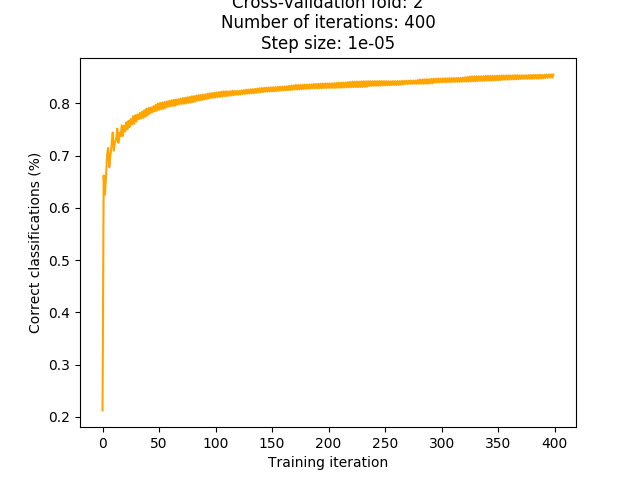 Cross-validation fold: 2
Number of iterations: 400
Step size: 1e-05
0.8
0.7
0.6
0.5
0.4
0.3
0.2
Correct classifications (%)
0 50 100 150 200 250 300 350 400
Training iteration